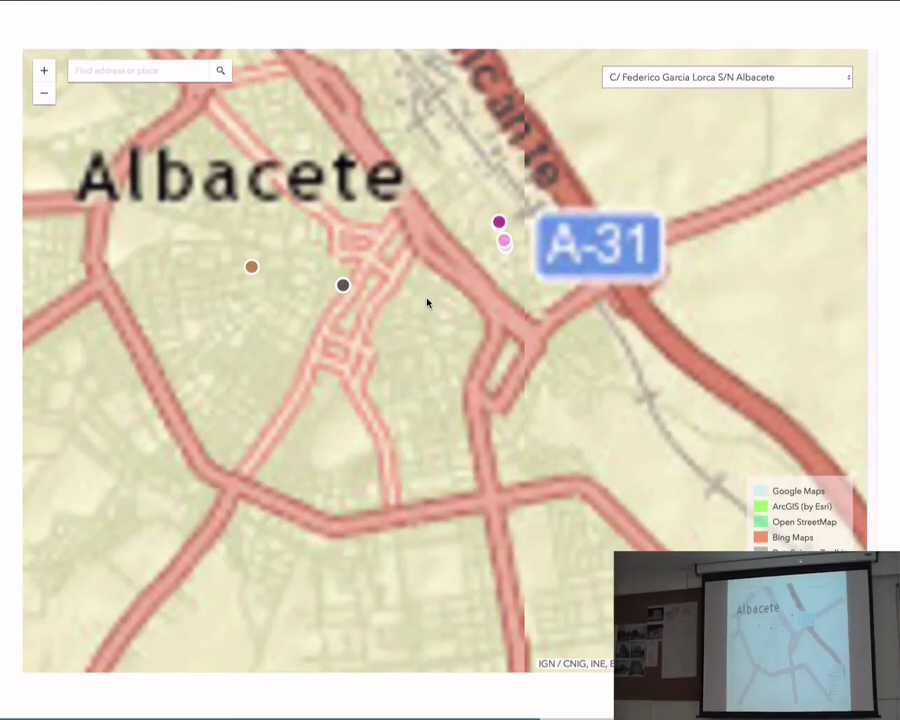 +
Find address or place
C/ Federico Garcia Lorca S/N Albacete
−
Albacete
A-31
Google Maps
ArcGIS (by Esri)
Open StreetMap
Bing Maps
IGN / CNIG, INE,
Albacete